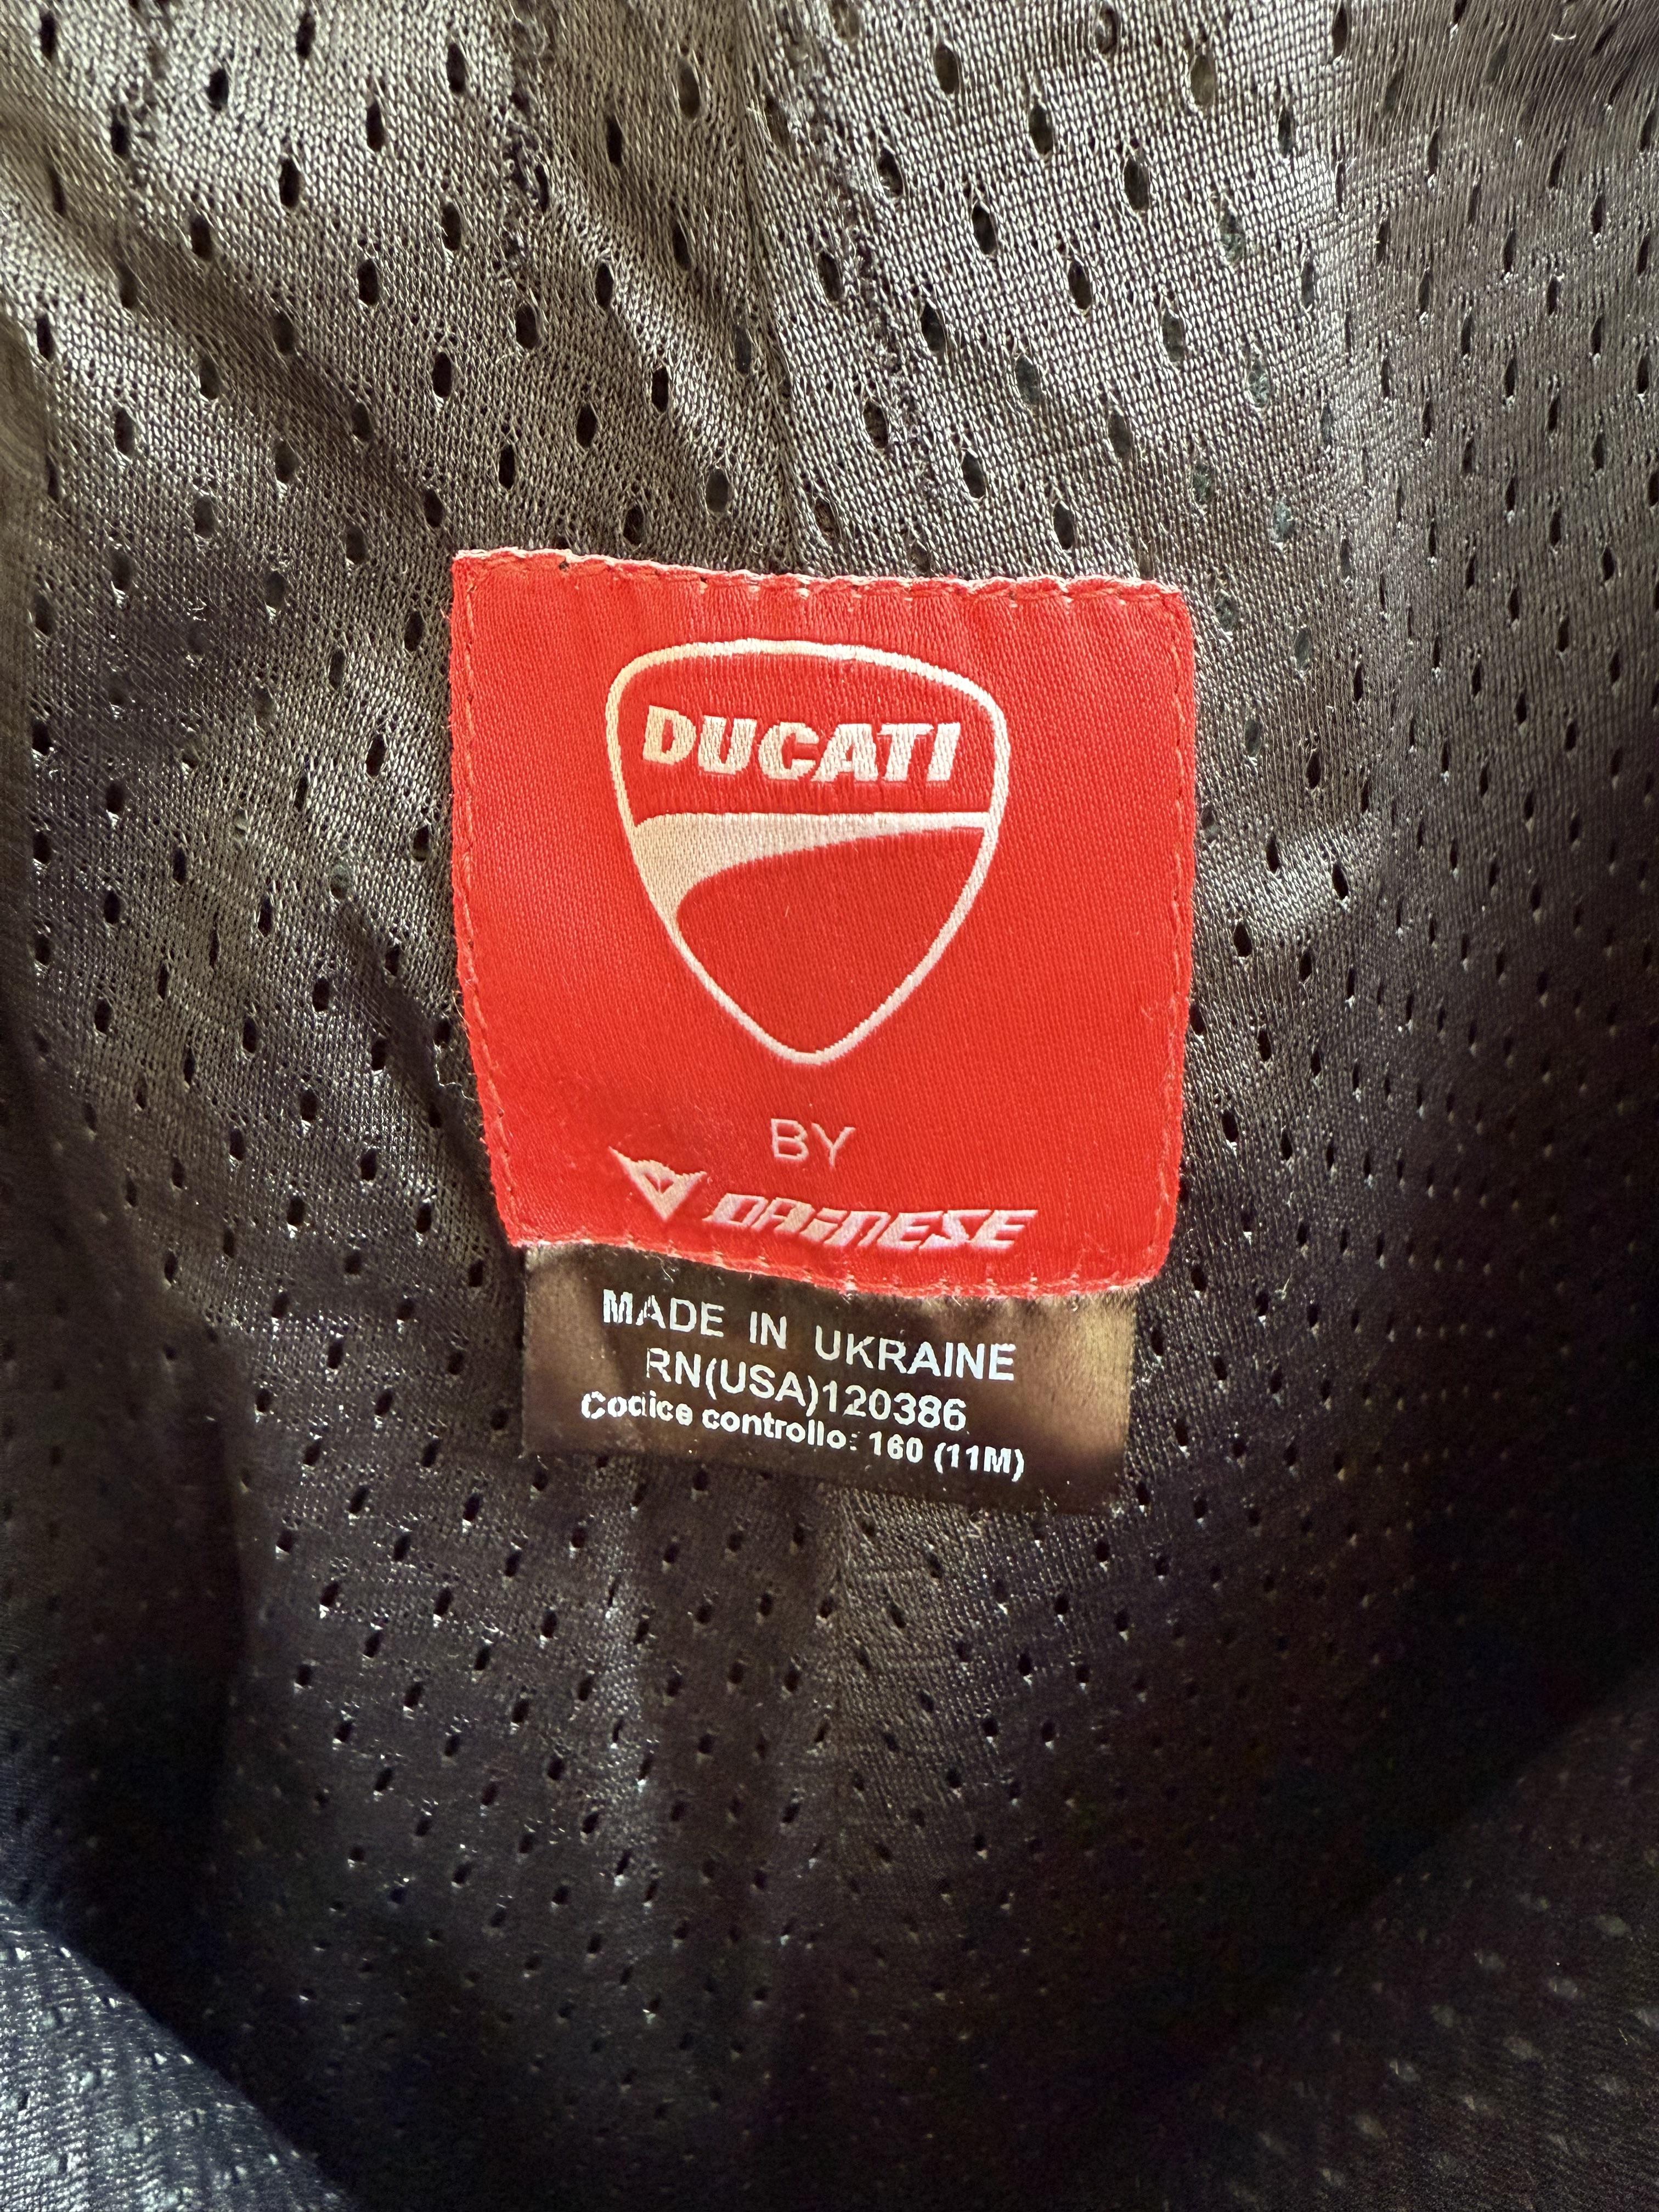 DUCATI
BY
DAINESE
MADE IN UKRAINE
RN(USA)120386
Codice controllo: 160 (11M)